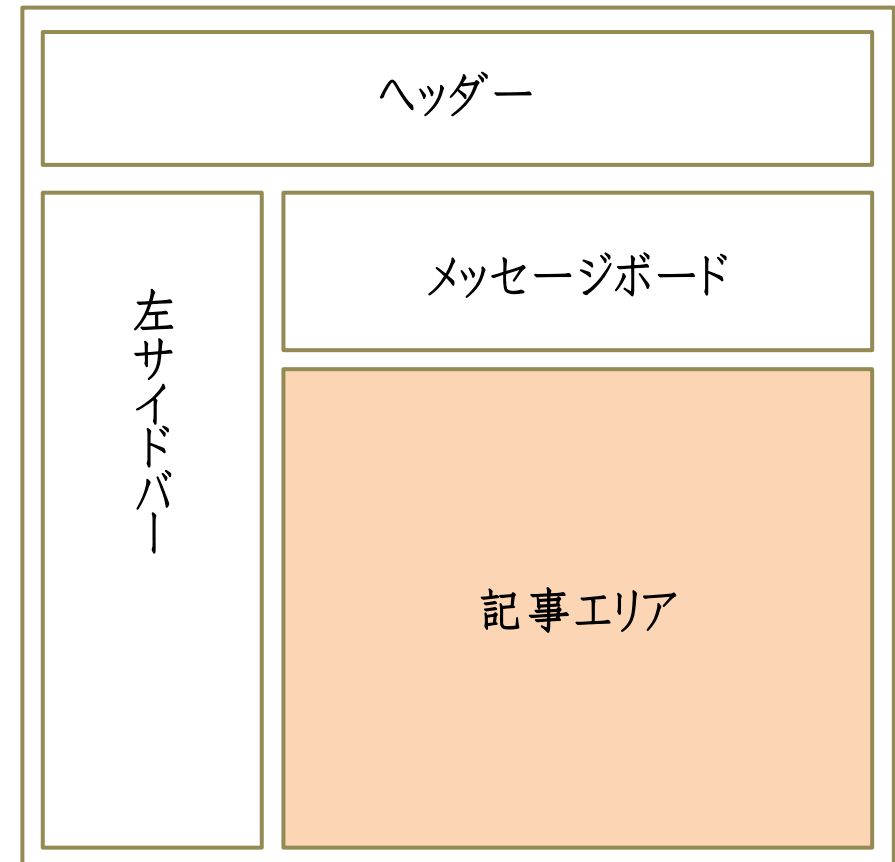 ヘッダー
メッセージボード
左サイドバー
記事エリア